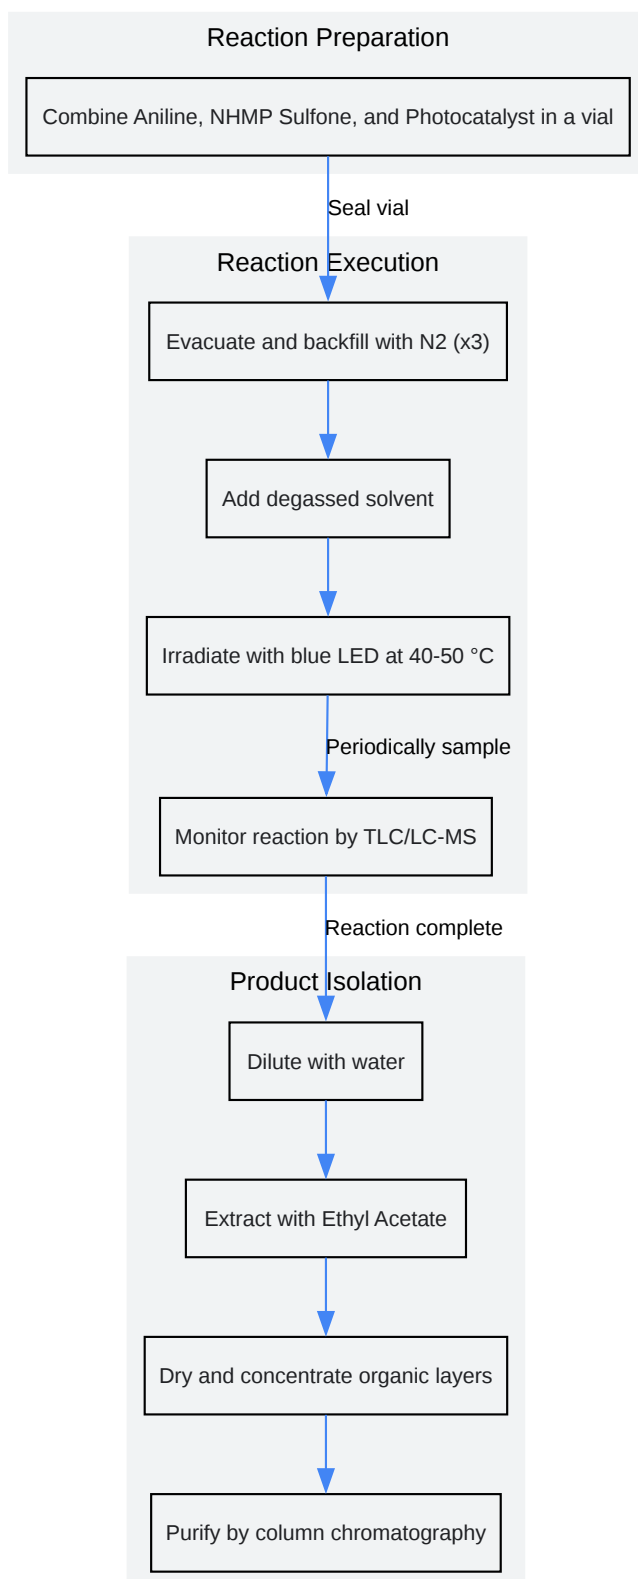 Reaction Preparation
Combine Aniline, NHMP Sulfone, and Photocatalyst in a vial
Seal vial
Reaction Execution
Evacuate and backfill with N2 (x3)
Add degassed solvent
Irradiate with blue LED at 40-50 °C
Periodically sample
Monitor reaction by TLC/LC-MS
Reaction complete
Product Isolation
Dilute with water
Extract with Ethyl Acetate
Dry and concentrate organic layers
Purify by column chromatography